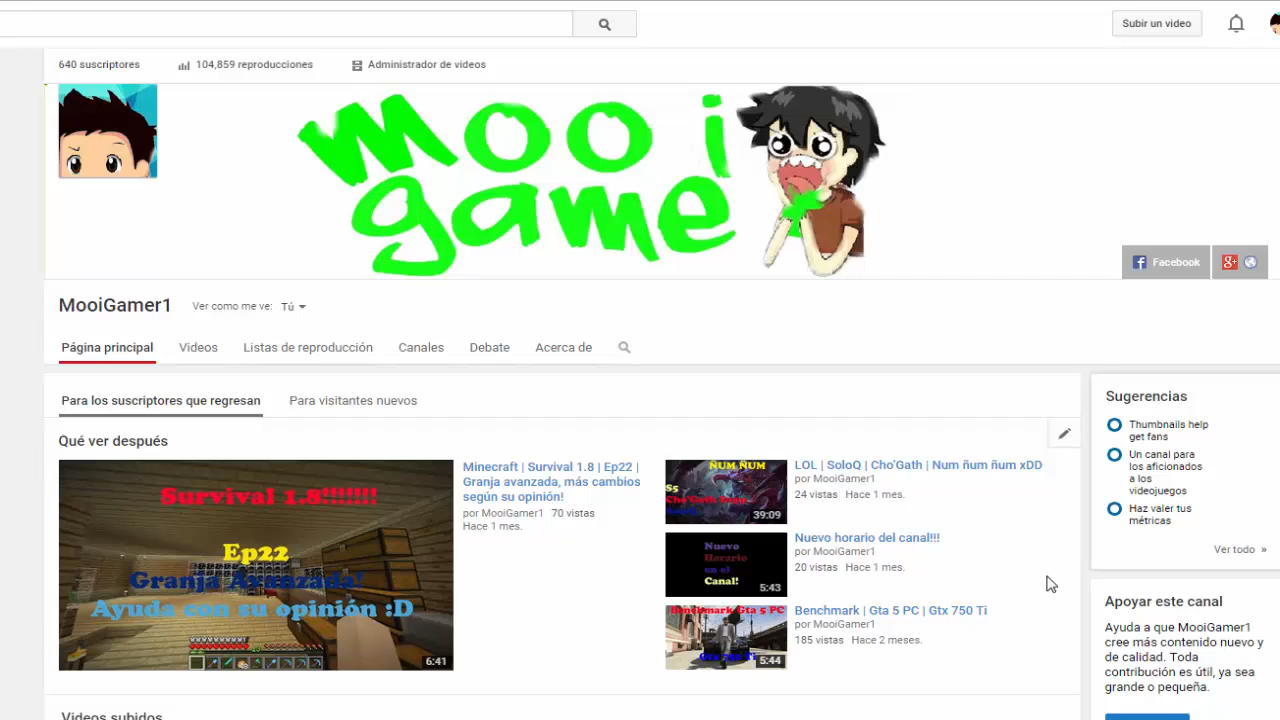 Subir un video
640 suscriptores 104,859 reproducciones Administrador de videos
mooi
game
Facebook
MooiGamer1 Ver como me ve: Tú
Página principal Videos Listas de reproducción Canales Debate Acerca de
Para los suscriptores que regresan Para visitantes nuevos
Qué ver después
Survival 1.8!!!!!!!
Ep22
Granja Avanzada!
Ayuda con su opinión :D
6:41
Minecraft | Survival 1.8 | Ep22 |
Granja avanzada, más cambios
según su opinión!
por MooiGamer1 70 vistas
Hace 1 mes.
ÑUM ÑUM
S5
39:09
LOL | SoloQ | Cho'Gath | Num ñum ñum xDD
por MooiGamer1
24 vistas Hace 1 mes.
Nuevo
Horario
en el
Canal!
5:43
Nuevo horario del canal!!!
por MooiGamer1
20 vistas Hace 1 mes.
Benchmark Gta 5 PC
Gtx 750 Ti
5:44
Benchmark | Gta 5 PC | Gtx 750 Ti
por MooiGamer1
185 vistas Hace 2 meses.
Videos subidos
Sugerencias
Thumbnails help
get fans
Un canal para
los aficionados
a los
videojuegos
Haz valer tus
métricas
Ver todo »
Apoyar este canal
Ayuda a que MooiGamer1
cree más contenido nuevo y
de calidad. Toda
contribución es útil, ya sea
grande o pequeña.